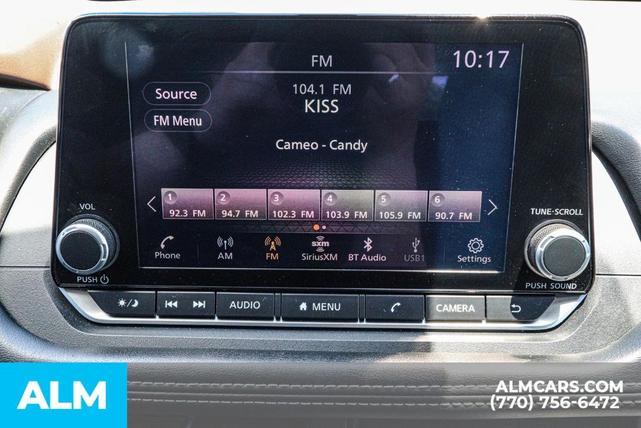 FM 10:17
Source
104.1 FM
KISS
FM Menu
Cameo - Candy
1 2 3 4 5 6
92.3 FM 94.7 FM 102.3 FM 103.9 FM 105.9 FM 90.7 FM
VOL
TUNE·SCROLL
sxm
Phone AM FM SiriusXM BT Audio USB1 Settings
PUSH
PUSH SOUND
AUDIO MENU CAMERA
ALM
ALMCARS.COM
(770) 756-6472